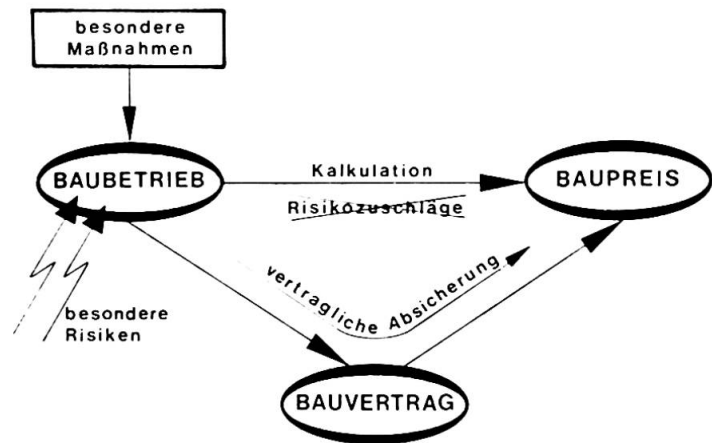 besondere
Maßnahmen
BAUBETRIEB
Kalkulation
BAUPREIS
Risikozuschläge
vertragliche Absicherung
besondere
Risiken
BAUVERTRAG